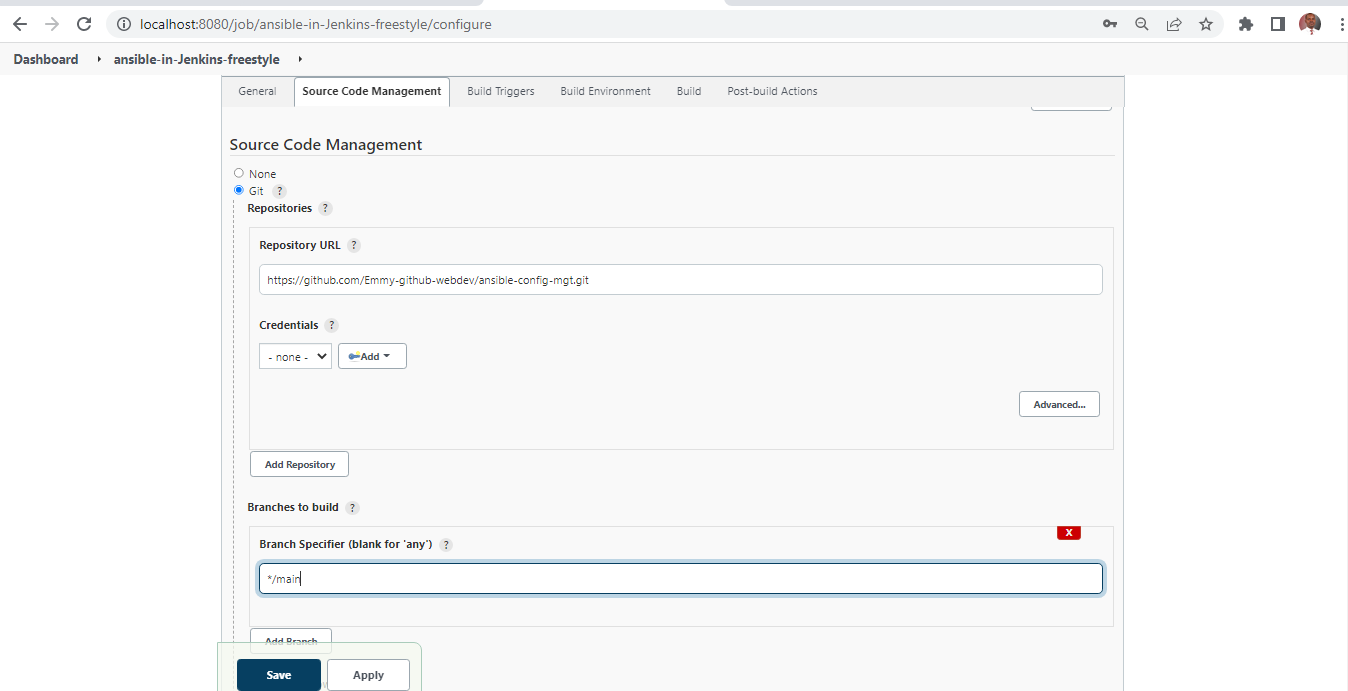 localhost:8080/job/ansible-in-Jenkins-freestyle/configure
Dashboard ansible-in-Jenkins-freestyle
General Source Code Management Build Triggers Build Environment Build Post-build Actions
Source Code Management
None
Git ?
Repositories ?
Repository URL ?
https://github.com/Emmy-github-webdev/ansible-config-mgt.git
Credentials ?
- none - Add
Advanced...
Add Repository
Branches to build ?
X
Branch Specifier (blank for 'any') ?
*/main
Add Branch
Save Apply